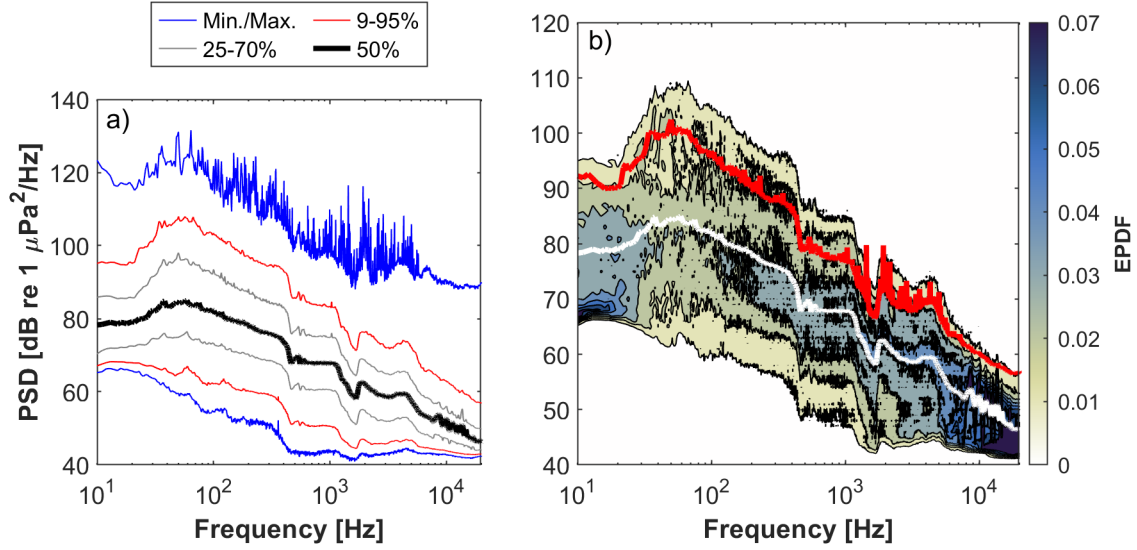 Min./Max. 9-95%
25-70% 50%
a)
140
120
100
80
60
40
PSD [dB re 1 μPa²/Hz]
10¹ 10² 10³ 10⁴
Frequency [Hz]
b)
120
110
100
90
80
70
60
50
40
10¹ 10² 10³ 10⁴
Frequency [Hz]
0.07
0.06
0.05
0.04
0.03
0.02
0.01
0
EPDF